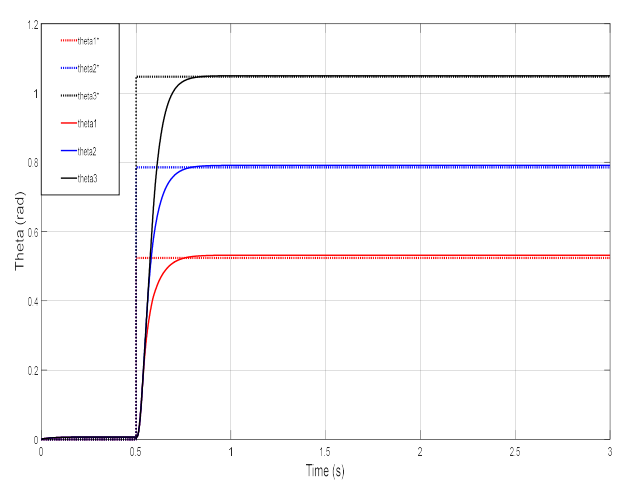 1.2
1
0.8
0.6
0.4
0.2
0
Theta (rad)
theta1*
theta2*
theta3*
theta1
theta2
theta3
0 0.5 1 1.5 2 2.5 3
Time (s)